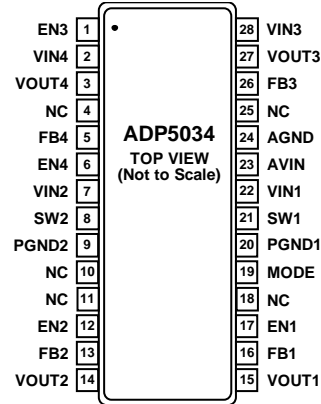 EN3 1 28 VIN3
VIN4 2 27 VOUT3
VOUT4 3 26 FB3
NC 4 25 NC
FB4 5 ADP5034 24 AGND
EN4 6 TOP VIEW 23 AVIN
VIN2 7 (Not to Scale) 22 VIN1
SW2 8 21 SW1
PGND2 9 20 PGND1
NC 10 19 MODE
NC 11 18 NC
EN2 12 17 EN1
FB2 13 16 FB1
VOUT2 14 15 VOUT1